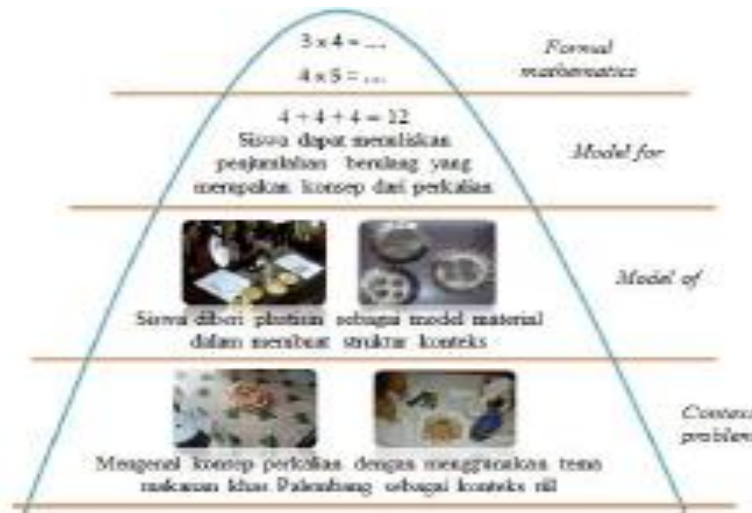 3 x 4 = ....
Formal
4 x 5 = ....
mathematics
4 + 4 + 4 = 12
Siswa dapat menuliskan
Model for
penjumlahan berulang yang
merupakan konsep dari perkalian
Model of
Siswa diberi plastisin sebagai model material
dalam membuat struktur konteks
Context
problem
Mengenal konsep perkalian dengan menggunakan tema
makanan khas Palembang sebagai konteks riil